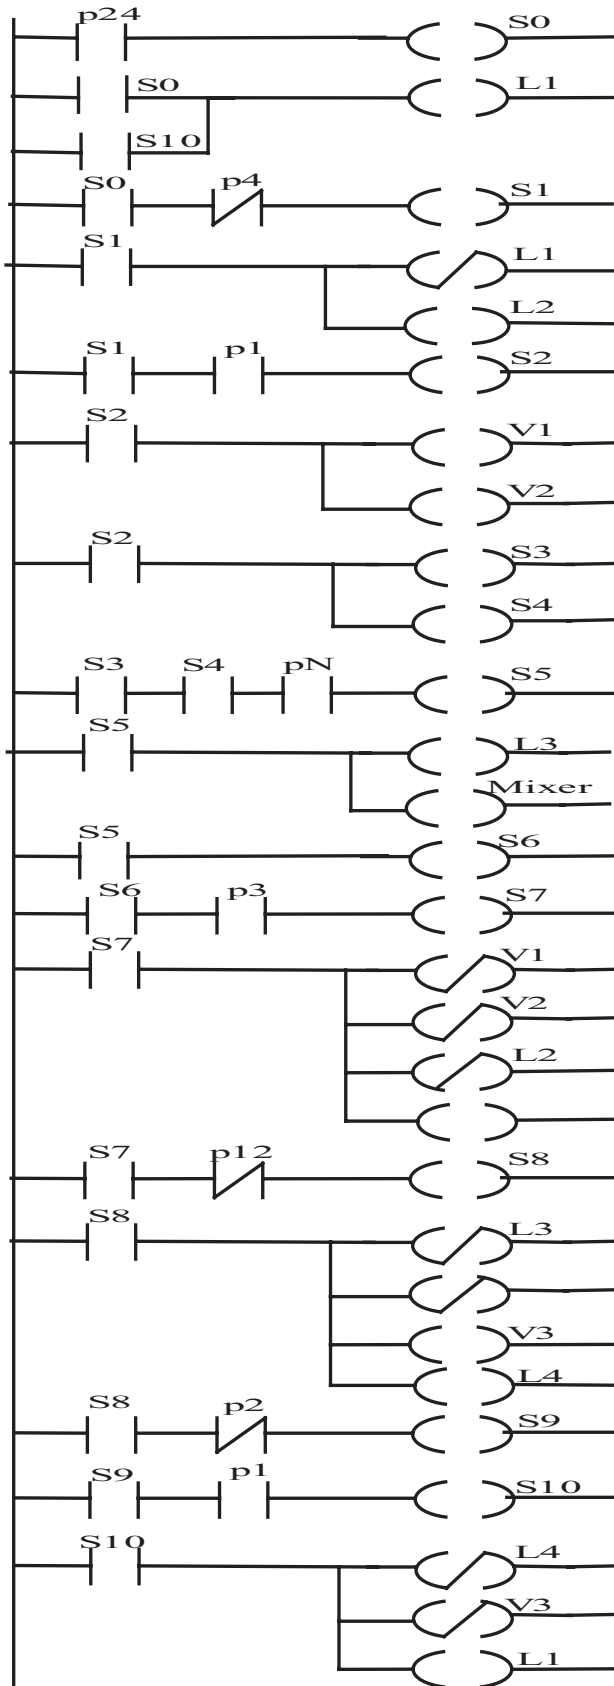 p24 S0
S0 L1
S10
S0 p4 S1
S1 L1
L2
S1 p1 S2
S2 V1
V2
S2 S3
S4
S3 S4 pN S5
S5 L3
Mixer
S5 S6
S6 p3 S7
S7 V1
V2
L2
S7 p12 S8
S8 L3
V3
L4
S8 p2 S9
S9 p1 S10
S10 L4
V3
L1